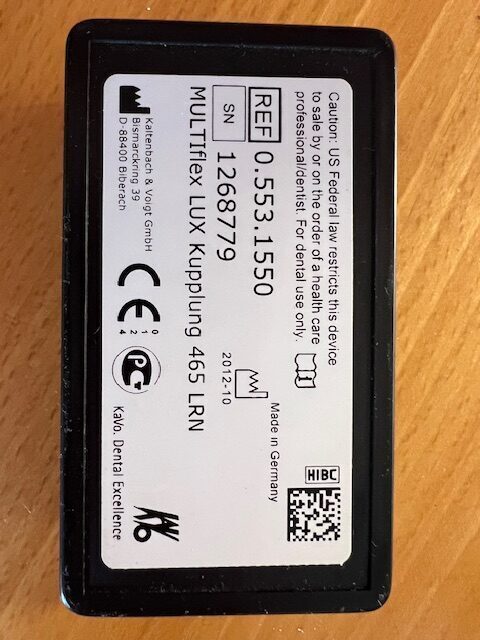 Caution: US Federal law restricts this device
to sale by or on the order of a health care
professional/dentist. For dental use only.
REF 0.553.1550
Made in Germany
HIBC
SN 1268779
2012-10
MULTIflex LUX Kupplung 465 LRN
Kaltenbach & Voigt GmbH
Bismarckring 39
D-88400 Biberach
CE 0124
PG
KaVo. Dental Excellence
KaVo